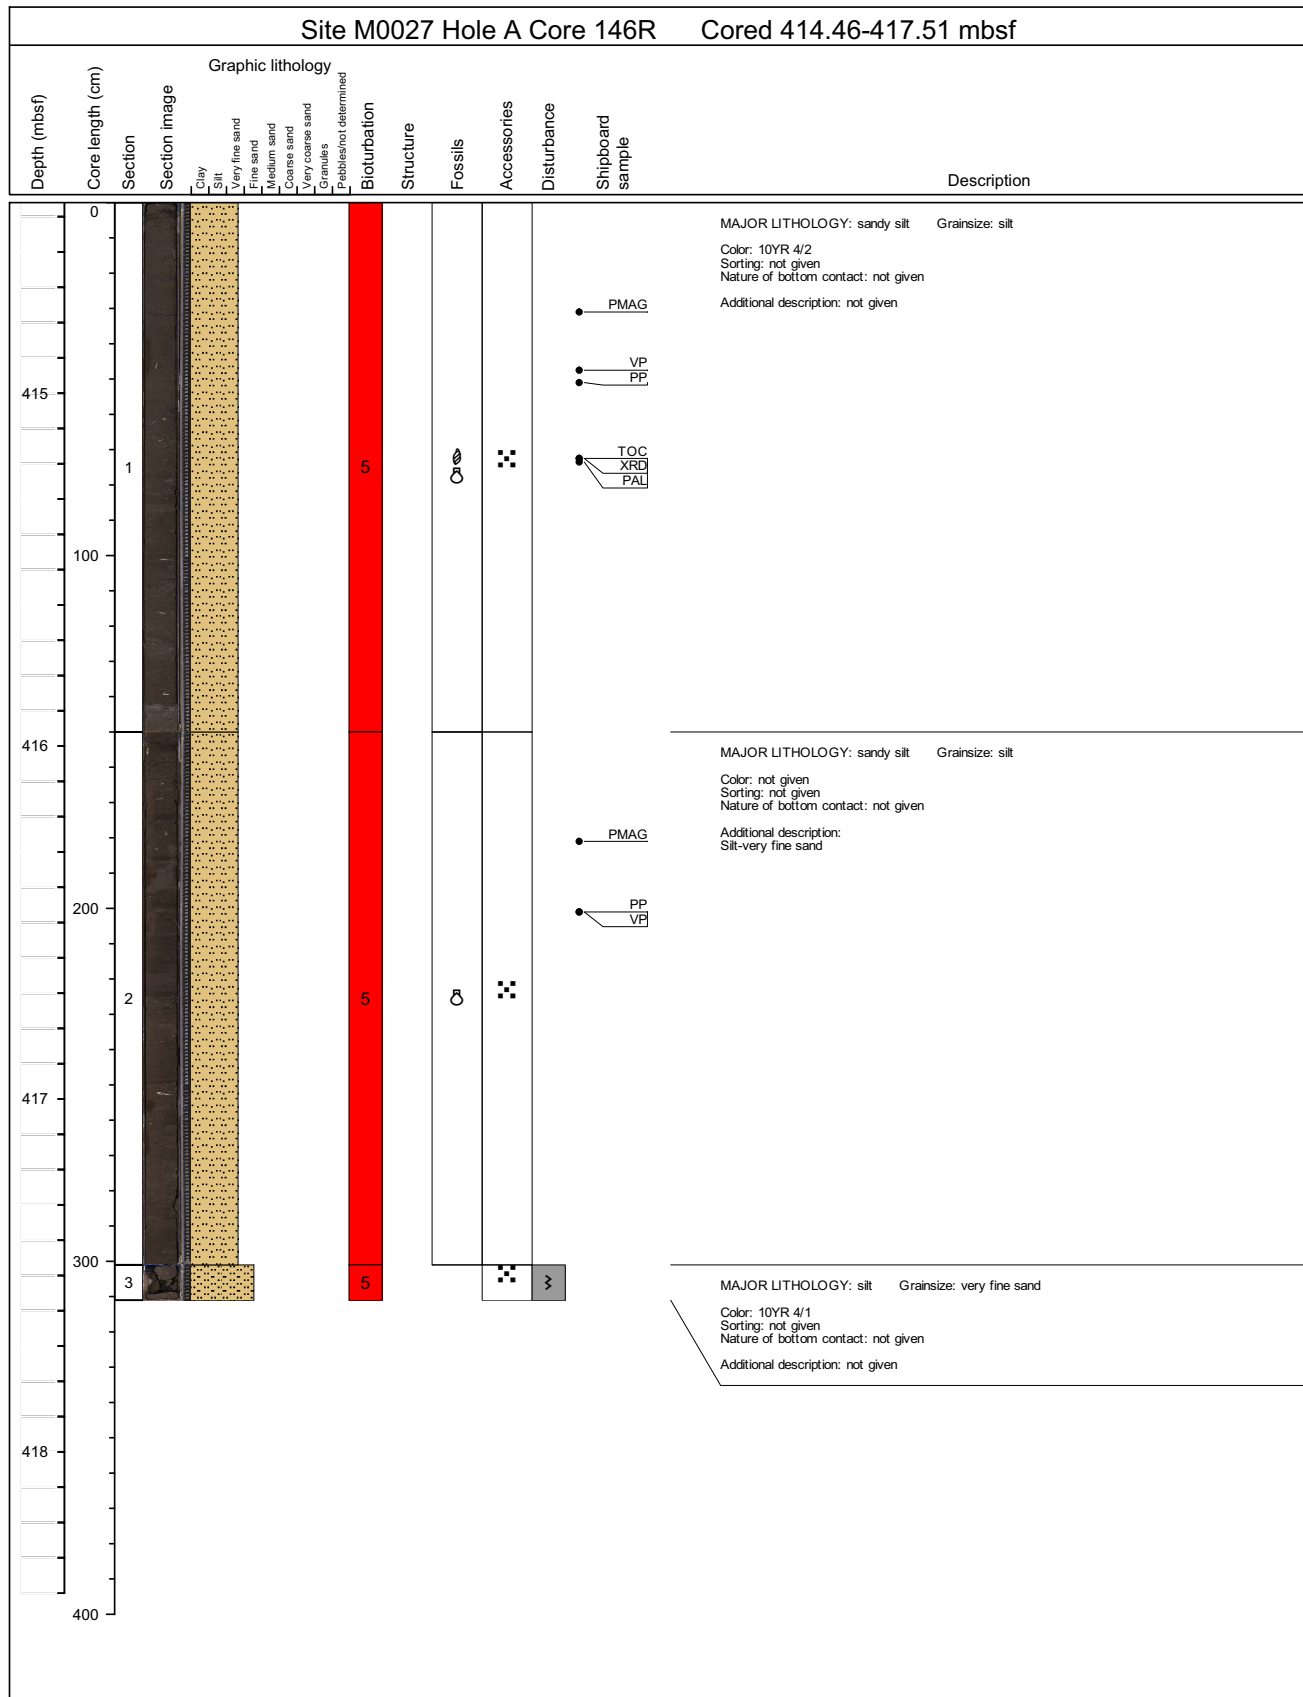 Site M0027 Hole A Core 146R Cored 414.46-417.51 mbsf
Graphic lithology
Depth (mbsf)
Core length (cm)
Section
Section image
Clay
Silt
Very fine sand
Fine sand
Medium sand
Coarse sand
Very coarse sand
Granules
Pebbles/not determined
Bioturbation
Structure
Fossils
Accessories
Disturbance
Shipboard
sample
Description
0
MAJOR LITHOLOGY: sandy silt Grainsize: silt
Color: 10YR 4/2
Sorting: not given
Nature of bottom contact: not given
Additional description: not given
PMAG
VP
PP
415
TOC
XRD
PAL
1
5
100
416
MAJOR LITHOLOGY: sandy silt Grainsize: silt
Color: not given
Sorting: not given
Nature of bottom contact: not given
Additional description:
Silt-very fine sand
PMAG
200
PP
VP
2
5
417
300
3
5
MAJOR LITHOLOGY: silt Grainsize: very fine sand
Color: 10YR 4/1
Sorting: not given
Nature of bottom contact: not given
Additional description: not given
418
400